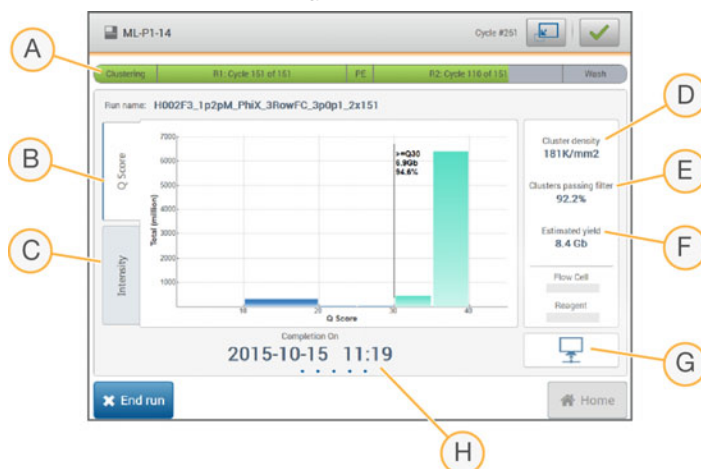 ML-P1-14
Cycle #261
Clustering R1: Cycle 151 of 151 PE R2: Cycle 110 of 151 Wash
Run name: H002F3_1p2pM_PhiX_3RowFC_3p0p1_2x151
A
B
C
D
E
F
G
H
Q Score
Intensity
Total (million)
7000
6000
5000
4000
3000
2000
1000
>=Q30
6.9Gb
94.6%
10 20 30 40
Q Score
Cluster density
181K/mm2
Clusters passing filter
92.2%
Estimated yield
8.4 Gb
Flow Cell
Reagent
Completion On
2015-10-15 11:19
End run
Home